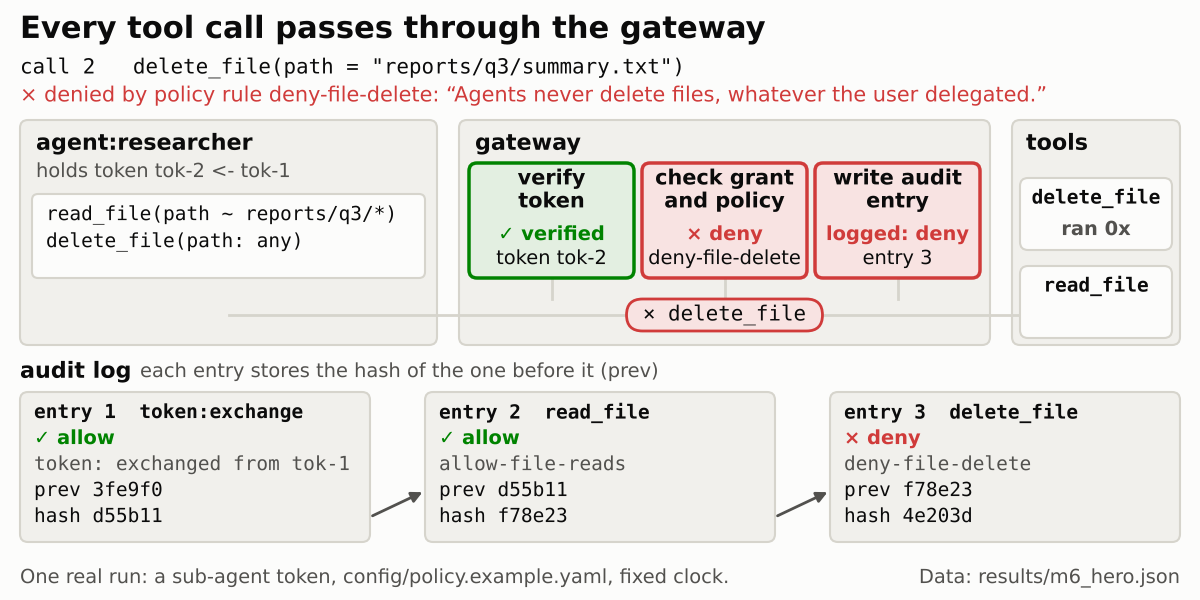 Every tool call passes through the gateway
call 2   delete_file(path = "reports/q3/summary.txt")
× denied by policy rule deny-file-delete: “Agents never delete files, whatever the user delegated.”
agent:researcher
holds token tok-2 <- tok-1
read_file(path ~ reports/q3/*)
delete_file(path: any)
gateway
verify
token
✓ verified
token tok-2
check grant
and policy
× deny
deny-file-delete
write audit
entry
logged: deny
entry 3
× delete_file
tools
delete_file
ran 0x
read_file
audit log each entry stores the hash of the one before it (prev)
entry 1  token:exchange
✓ allow
token: exchanged from tok-1
prev 3fe9f0
hash d55b11
entry 2  read_file
✓ allow
allow-file-reads
prev d55b11
hash f78e23
entry 3  delete_file
× deny
deny-file-delete
prev f78e23
hash 4e203d
One real run: a sub-agent token, config/policy.example.yaml, fixed clock.
Data: results/m6_hero.json